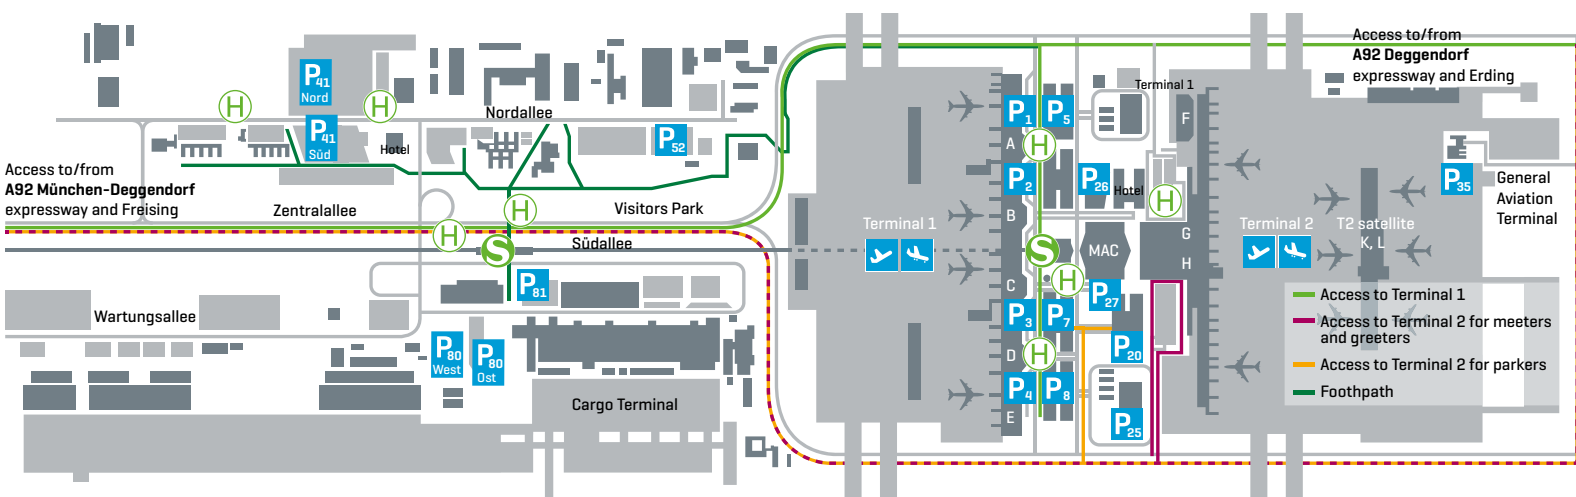 Access to/from
A92 München-Deggendorf
expressway and Freising
P41
Nord
P41
Süd
H
H
Hotel
Nordallee
P52
Zentralallee
Visitors Park
H
H
S
Südallee
P81
Wartungsallee
P80
West
P80
Ost
Cargo Terminal
Terminal 1
P1
P5
A
H
P2
P26
Hotel
H
B
S
MAC
H
C
P27
P3
P7
P20
D
H
P4
P8
E
P25
Terminal 1
F
G
H
Terminal 2
T2 satellite
K, L
Access to/from
A92 Deggendorf
expressway and Erding
P35
General
Aviation
Terminal
Access to Terminal 1
Access to Terminal 2 for meeters
and greeters
Access to Terminal 2 for parkers
Foothpath